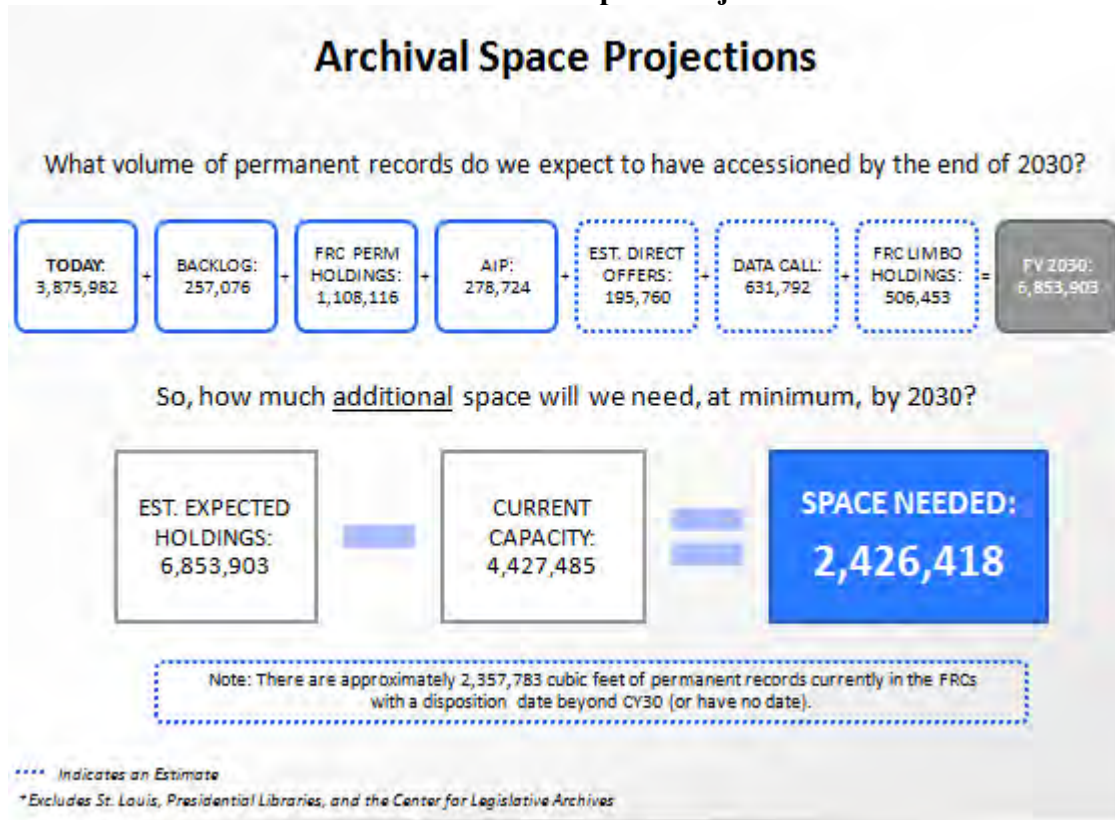 Archival Space Projections
What volume of permanent records do we expect to have accessioned by the end of 2030?
TODAY:
3,875,982
+
BACKLOG:
257,076
+
FRC PERM
HOLDINGS:
1,108,116
+
AIP:
278,724
+
EST. DIRECT
OFFERS:
195,760
+
DATA CALL:
631,792
+
FRC LIMBO
HOLDINGS:
506,453
=
FY 2030:
6,853,903
So, how much additional space will we need, at minimum, by 2030?
EST. EXPECTED
HOLDINGS:
6,853,903
CURRENT
CAPACITY:
4,427,485
SPACE NEEDED:
2,426,418
Note: There are approximately 2,357,783 cubic feet of permanent records currently in the FRCs
with a disposition date beyond CY30 (or have no date).
Indicates an Estimate
*Excludes St. Louis, Presidential Libraries, and the Center for Legislative Archives